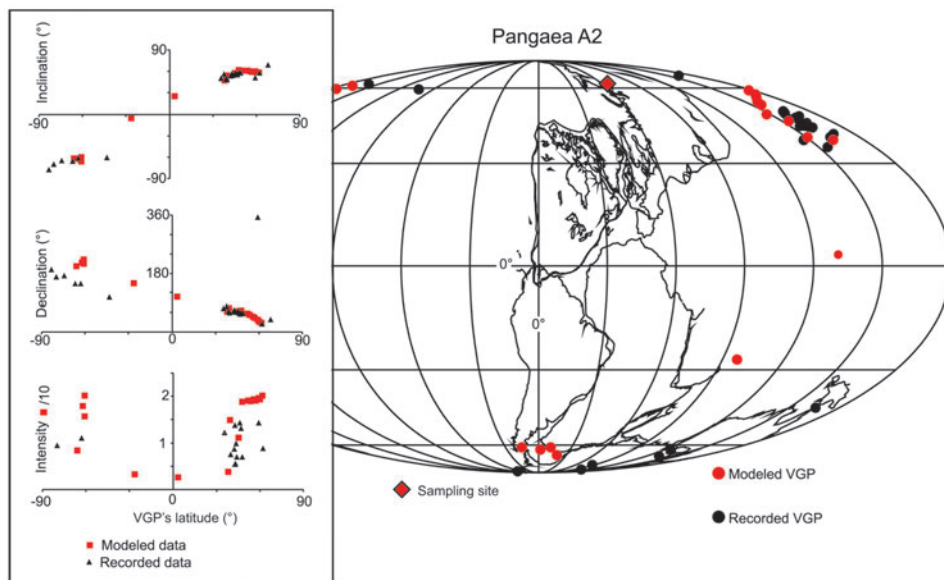 Pangaea A2
90
Inclination (°)
-90
90
-90
360
Declination (°)
180
-90
90
Intensity /10
2
1
-90
0
90
VGP's latitude (°)
Modeled data
Recorded data
0°
0°
Sampling site
Modeled VGP
Recorded VGP